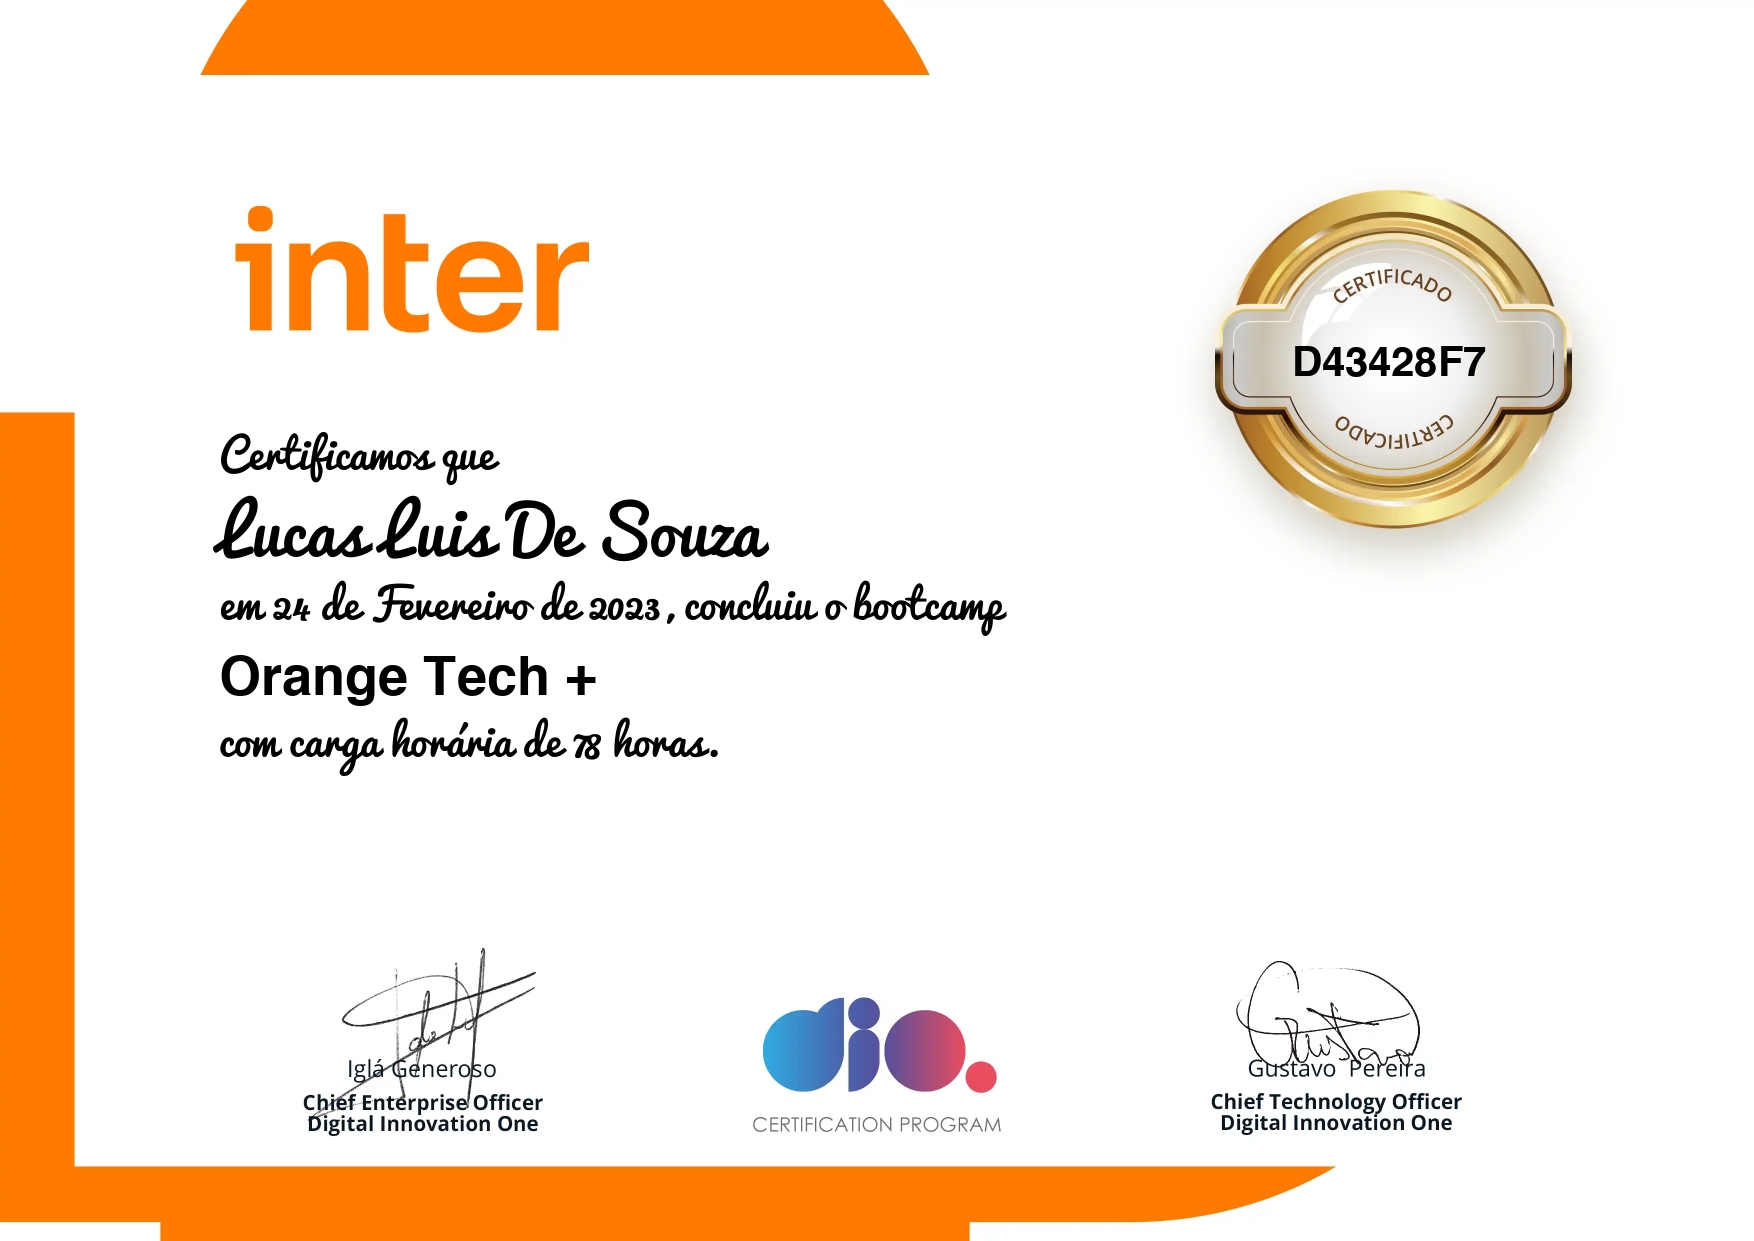 inter
CERTIFICADO
D43428F7
CERTIFICADO
Certificamos que
Lucas Luis De Souza
em 24 de Fevereiro de 2023, concluiu o bootcamp
Orange Tech +
com carga horária de 78 horas.
Iglá Generoso
Chief Enterprise Officer
Digital Innovation One
dio.
CERTIFICATION PROGRAM
Gustavo
Gustavo Pereira
Chief Technology Officer
Digital Innovation One